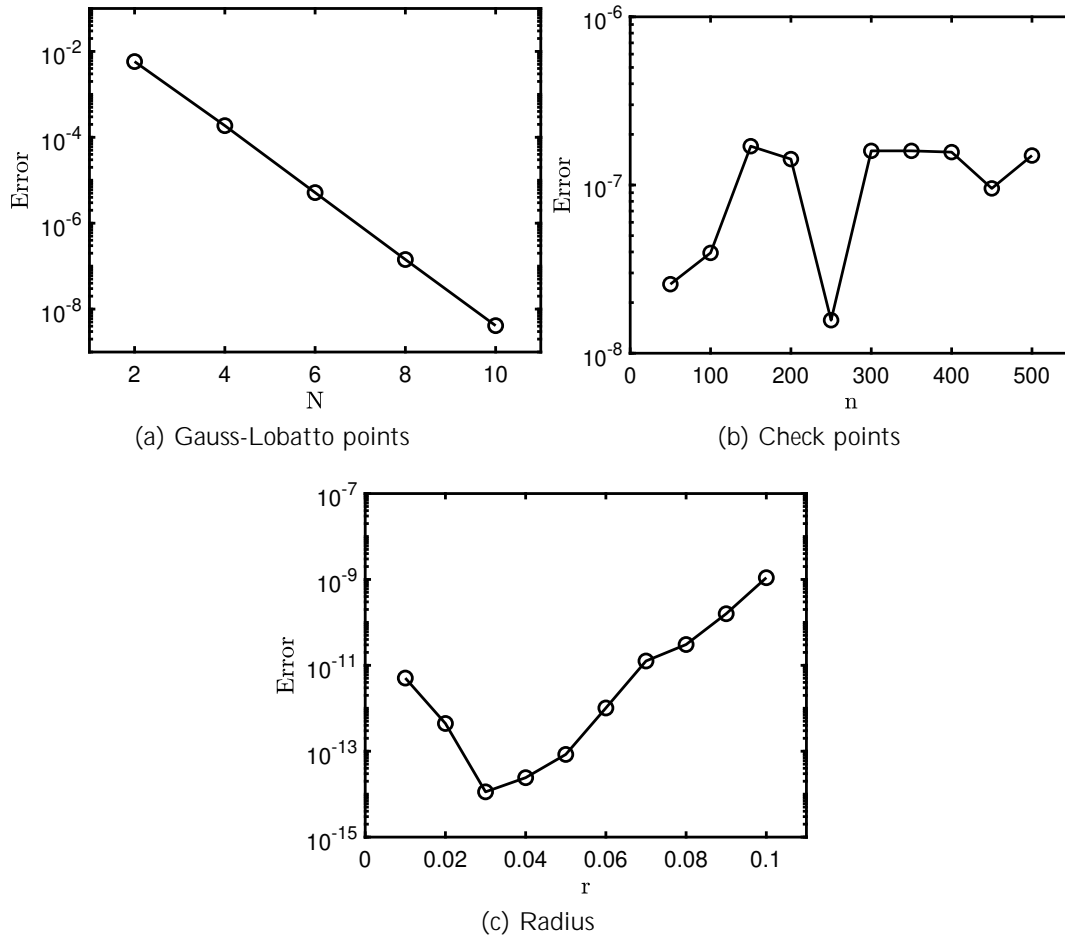 10^-2
10^-4
10^-6
10^-8
Error
2 4 6 8 10
N
(a) Gauss-Lobatto points
10^-6
10^-7
10^-8
Error
0 100 200 300 400 500
n
(b) Check points
10^-7
10^-9
10^-11
10^-13
10^-15
Error
0 0.02 0.04 0.06 0.08 0.1
r
(c) Radius